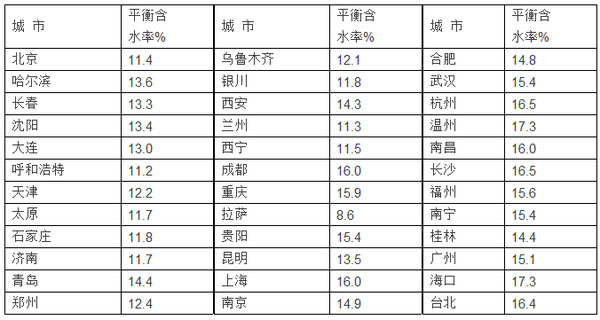 城 市 平衡含水率% 城 市 平衡含水率% 城 市 平衡含水率%
北京 11.4 乌鲁木齐 12.1 合肥 14.8
哈尔滨 13.6 银川 11.8 武汉 15.4
长春 13.3 西安 14.3 杭州 16.5
沈阳 13.4 兰州 11.3 温州 17.3
大连 13.0 西宁 11.5 南昌 16.0
呼和浩特 11.2 成都 16.0 长沙 16.5
天津 12.2 重庆 15.9 福州 15.6
太原 11.7 拉萨 8.6 南宁 15.4
石家庄 11.8 贵阳 15.4 桂林 14.4
济南 11.7 昆明 13.5 广州 15.1
青岛 14.4 上海 16.0 海口 17.3
郑州 12.4 南京 14.9 台北 16.4